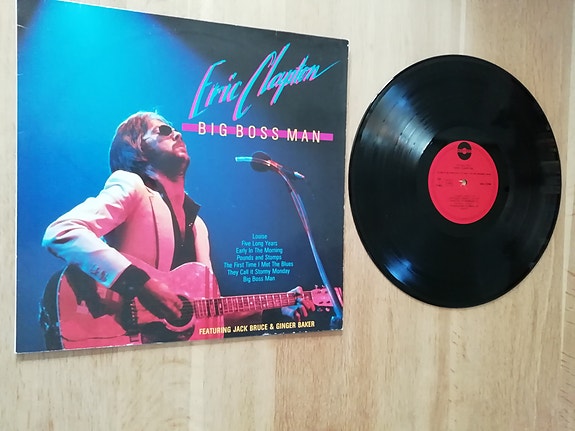 Eric Clapton
BIG BOSS MAN
Louise
Five Long Years
Early In The Morning
Pounds and Stomps
The First Time I Met The Blues
They Call it Stormy Monday
Big Boss Man
FEATURING JACK BRUCE & GINGER BAKER